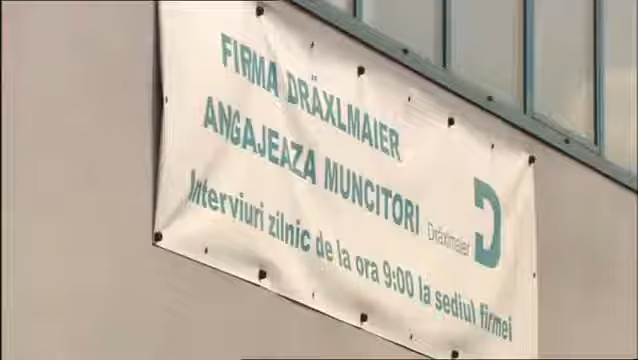 FIRMA DRÄXLMAIER
ANGAJEAZA MUNCITORI
Dräxlmaier
Interviuri zilnic de la ora 9:00 la sediul firmei